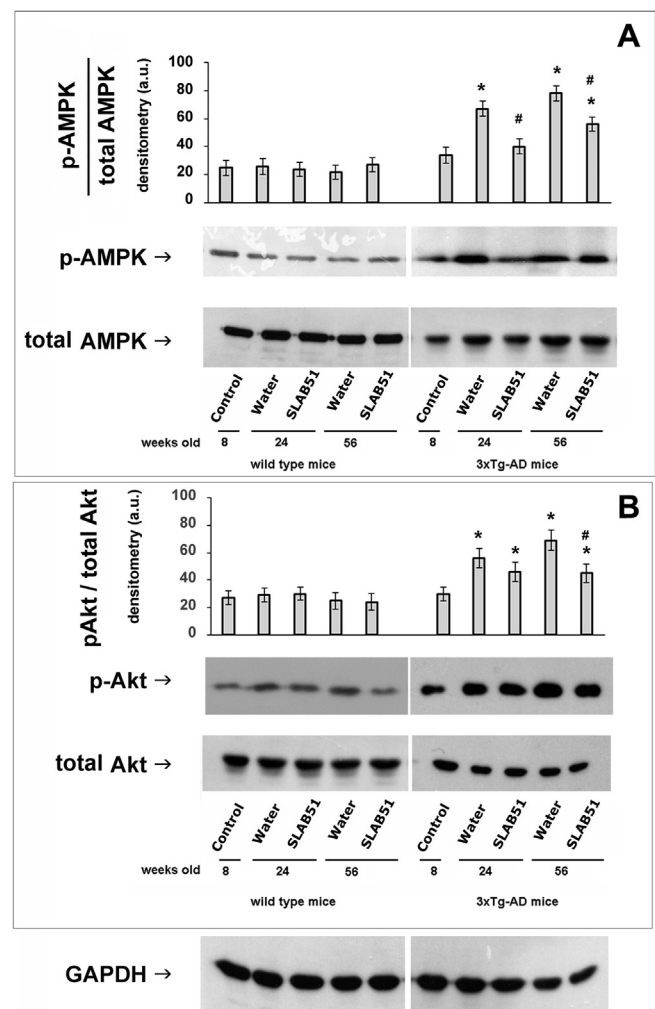 A
p-AMPK
total AMPK
densitometry (a.u.)
100
80
60
40
20
0
* # * # *
p-AMPK →
total AMPK →
Control Water SLAB51 Water SLAB51 Control Water SLAB51 Water SLAB51
weeks old 8 24 56 8 24 56
wild type mice 3xTg-AD mice
B
pAkt / total Akt
densitometry (a.u.)
100
80
60
40
20
0
* * * # *
p-Akt →
total Akt →
Control Water SLAB51 Water SLAB51 Control Water SLAB51 Water SLAB51
weeks old 8 24 56 8 24 56
wild type mice 3xTg-AD mice
GAPDH →